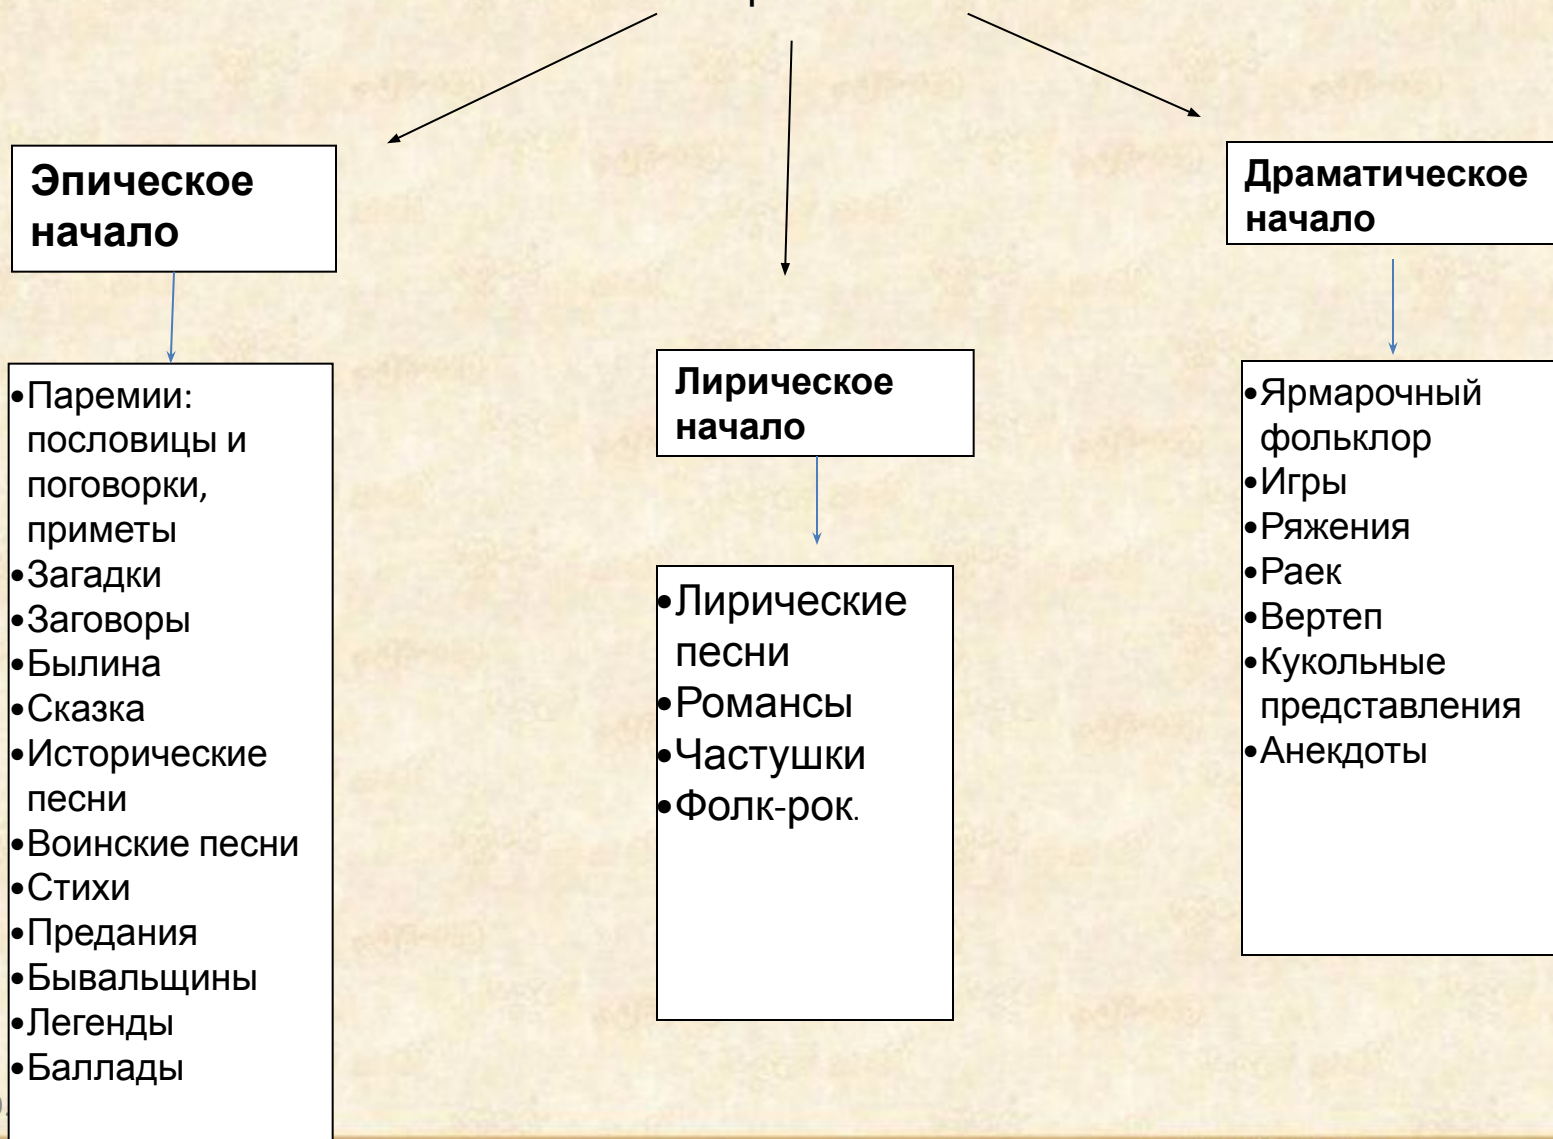 Эпическое
начало
•Паремии:
пословицы и
поговорки,
приметы
•Загадки
•Заговоры
•Былина
•Сказка
•Исторические
песни
•Воинские песни
•Стихи
•Предания
•Бывальщины
•Легенды
•Баллады
Лирическое
начало
•Лирические
песни
•Романсы
•Частушки
•Фолк-рок.
Драматическое
начало
•Ярмарочный
фольклор
•Игры
•Ряжения
•Раек
•Вертеп
•Кукольные
представления
•Анекдоты